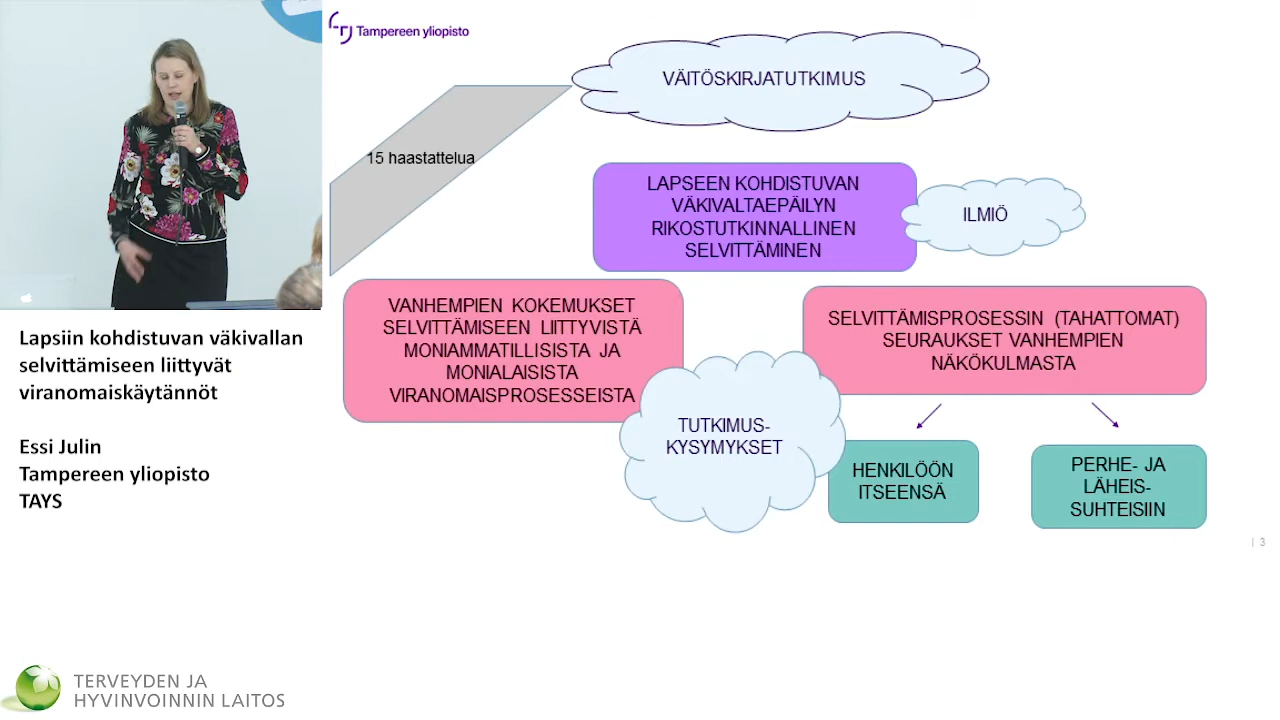 Tampereen yliopisto
VÄITÖSKIRJATUTKIMUS
15 haastattelua
LAPSEEN KOHDISTUVAN
VÄKIVALTAEPÄILYN
RIKOSTUTKINNALLINEN
SELVITTÄMINEN
ILMIÖ
VANHEMPIEN KOKEMUKSET
SELVITTÄMISEEN LIITTYVISTÄ
MONIAMMATILLISISTA JA
MONIALAISISTA
VIRANOMAISPROSESSEISTA
SELVITTÄMISPROSESSIN (TAHATTOMAT)
SEURAUKSET VANHEMPIEN
NÄKÖKULMASTA
TUTKIMUS-
KYSYMYKSET
HENKILÖÖN
ITSEENSÄ
PERHE- JA
LÄHEIS-
SUHTEISIIN
| 3
Lapsiin kohdistuvan väkivallan
selvittämiseen liittyvät
viranomaiskäytännöt
Essi Julin
Tampereen yliopisto
TAYS
TERVEYDEN JA
HYVINVOINNIN LAITOS